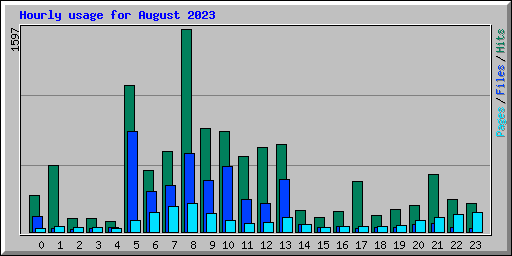 Hourly usage for August 2023
1597
Pages/Files/Hits
0 1 2 3 4 5 6 7 8 9 10 11 12 13 14 15 16 17 18 19 20 21 22 23